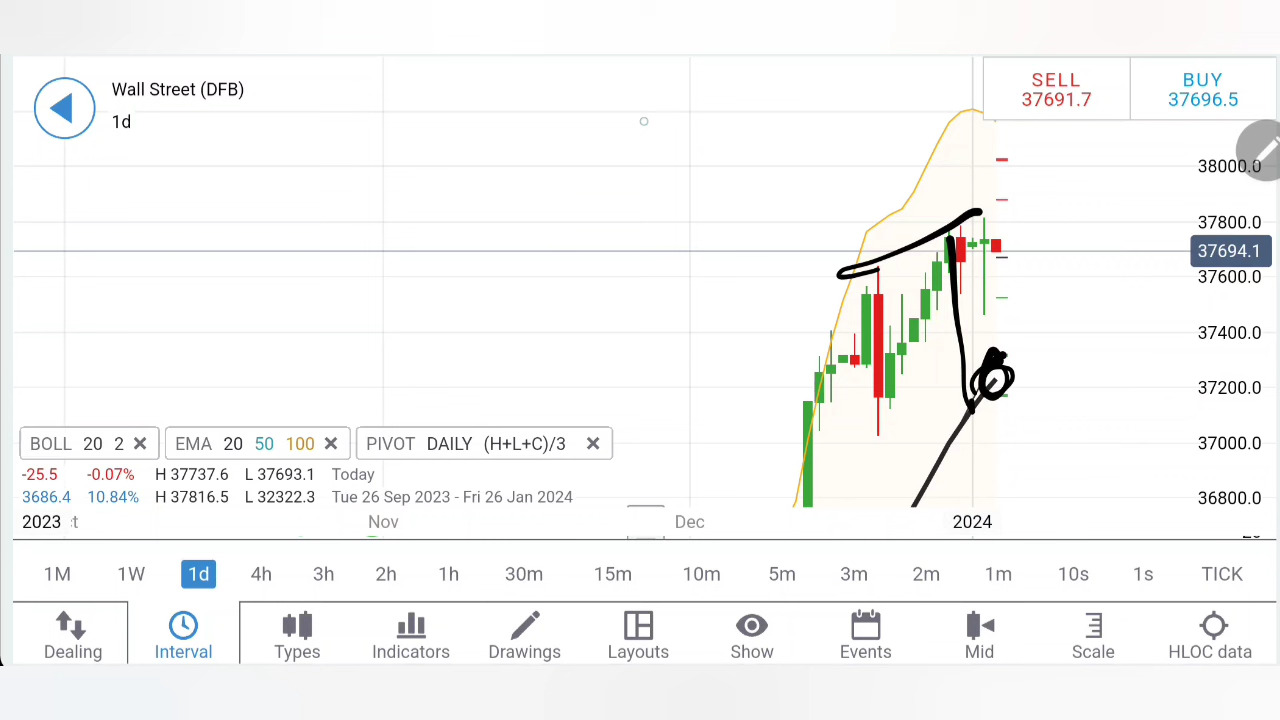 Wall Street (DFB)
1d
SELL
37691.7
BUY
37696.5
38000.0
37800.0
37694.1
37600.0
37400.0
37200.0
37000.0
36800.0
BOLL 20 2 ✕ EMA 20 50 100 ✕ PIVOT DAILY (H+L+C)/3 ✕
-25.5 -0.07% H 37737.6 L 37693.1 Today
3686.4 10.84% H 37816.5 L 32322.3 Tue 26 Sep 2023 - Fri 26 Jan 2024
2023 Nov Dec 2024
1M 1W 1d 4h 3h 2h 1h 30m 15m 10m 5m 3m 2m 1m 10s 1s TICK
Dealing Interval Types Indicators Drawings Layouts Show Events Mid Scale HLOC data